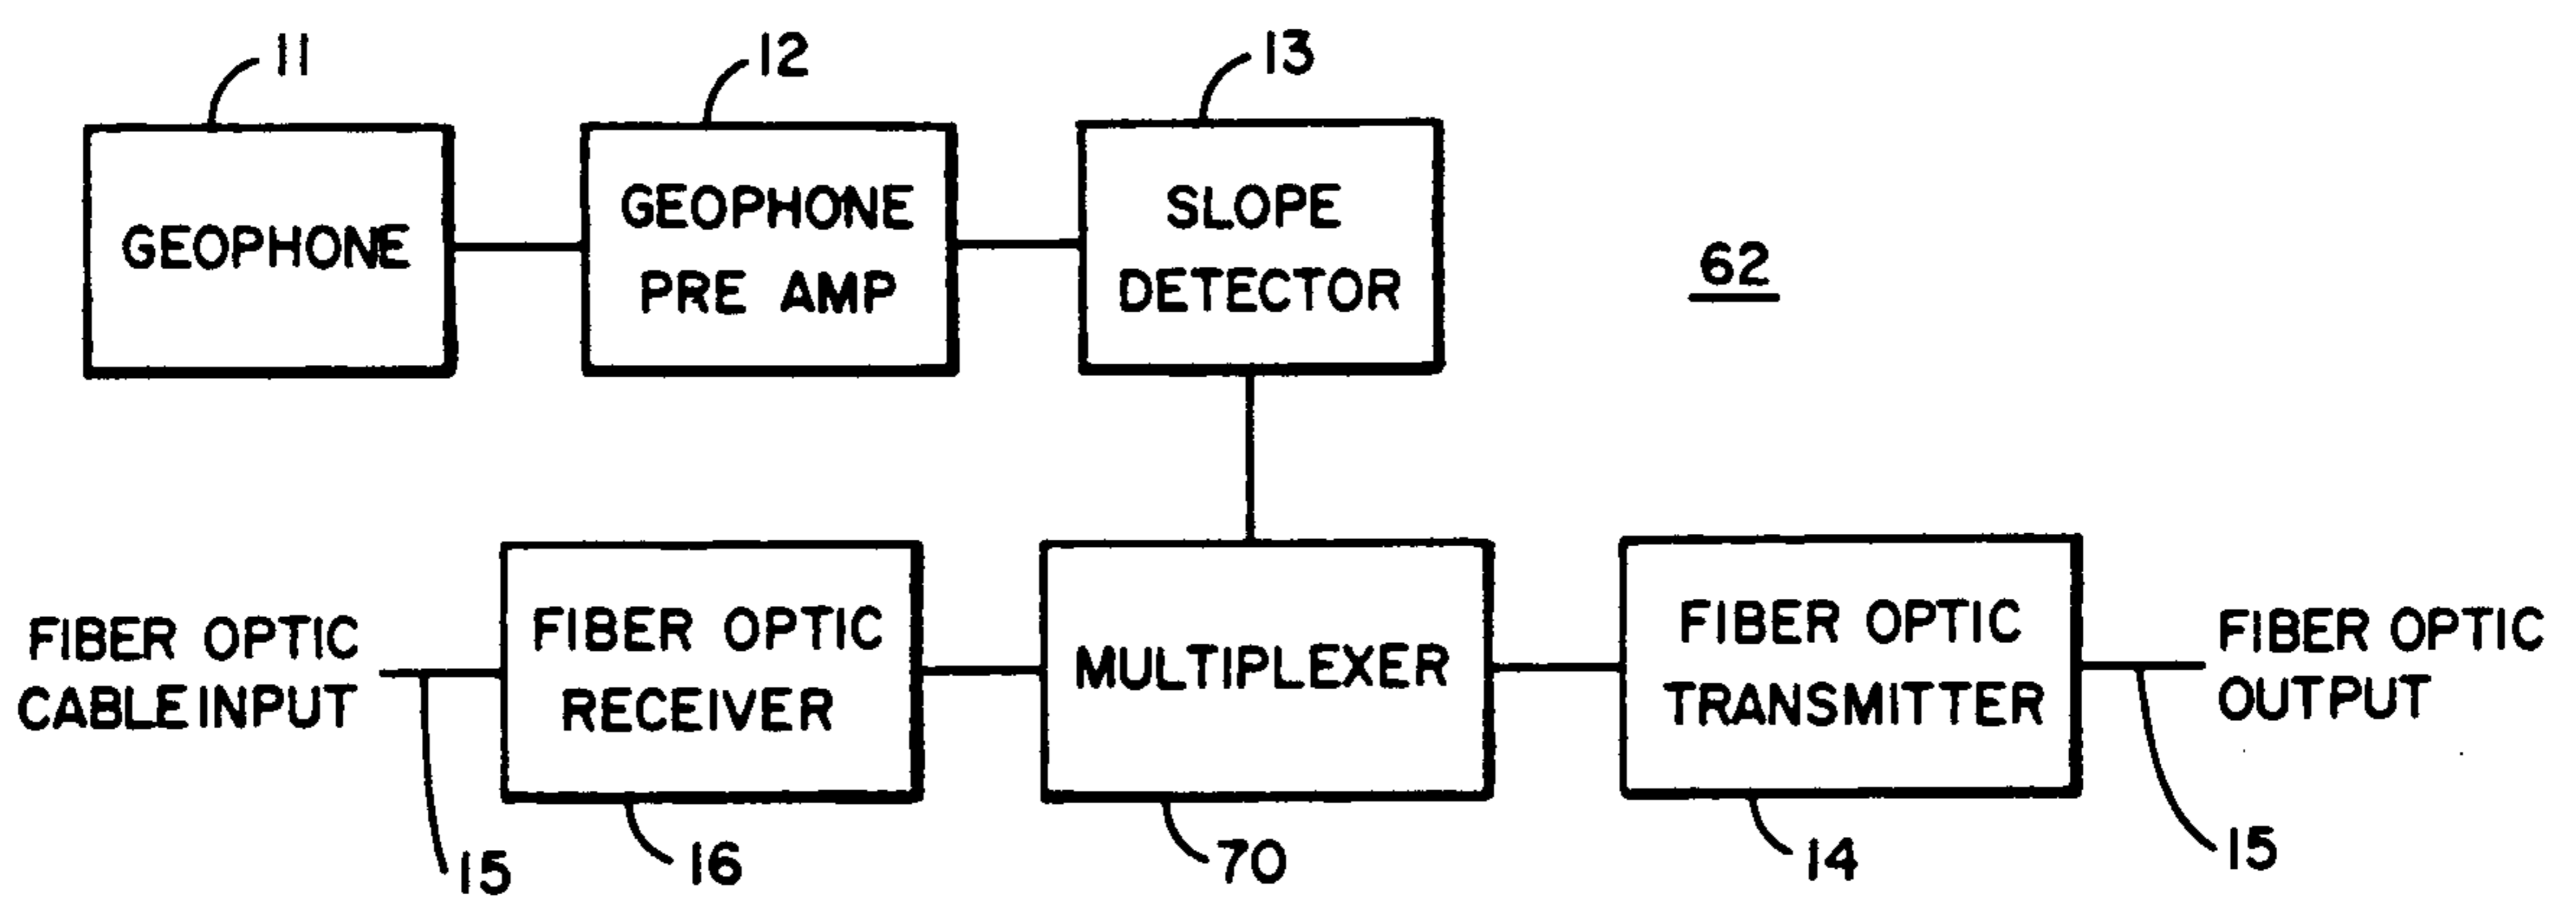 11
12
13
GEOPHONE
GEOPHONE
PRE AMP
SLOPE
DETECTOR
62
FIBER OPTIC
CABLE INPUT
FIBER OPTIC
RECEIVER
MULTIPLEXER
FIBER OPTIC
TRANSMITTER
FIBER OPTIC
OUTPUT
15
16
70
14
15